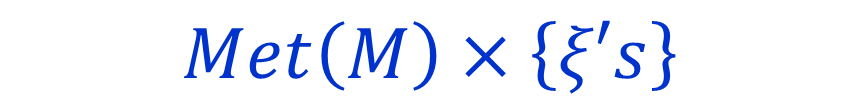 Met(M) × {ξ′s}